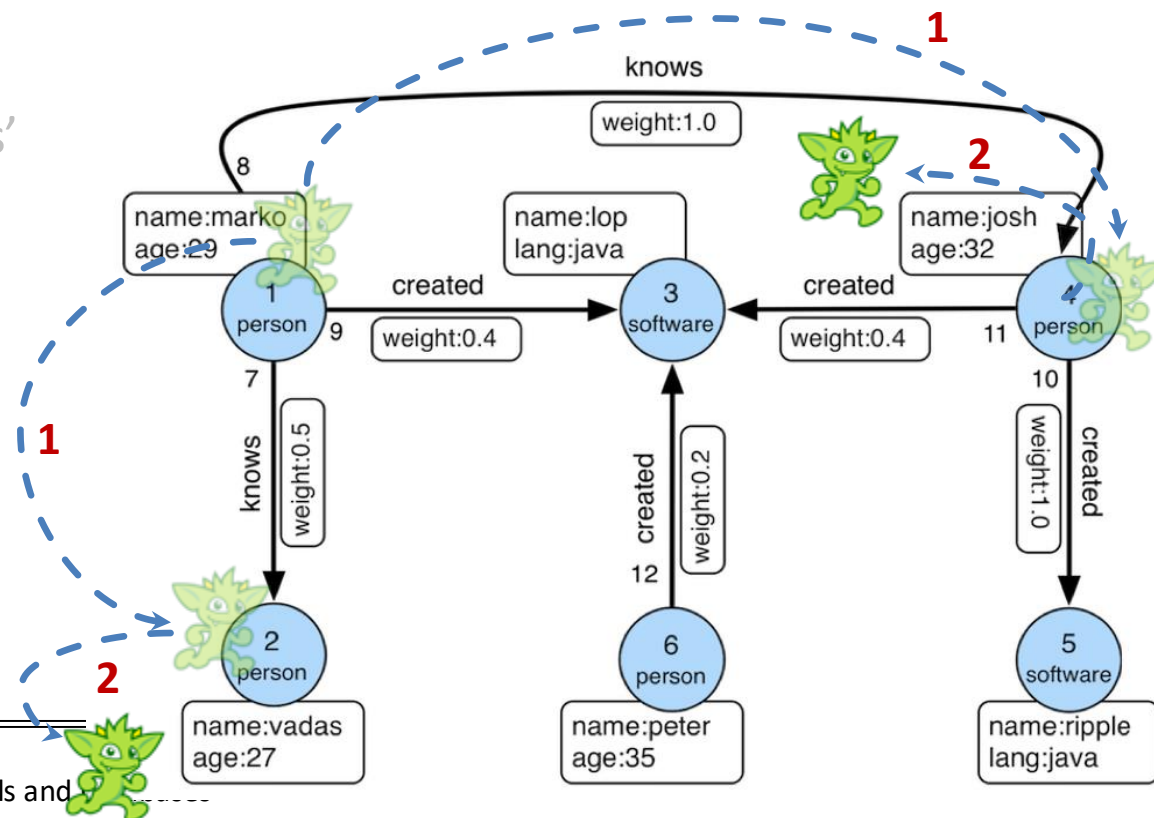 1
knows
weight:1.0
8
2
name:marko
age:29
name:lop
lang:java
name:josh
age:32
1
person
created
3
software
created
4
person
9
weight:0.4
weight:0.4
11
7
10
1
knows
weight:0.5
created
weight:0.2
weight:1.0
created
12
2
person
6
person
5
software
2
name:vadas
age:27
name:peter
age:35
name:ripple
lang:java
and